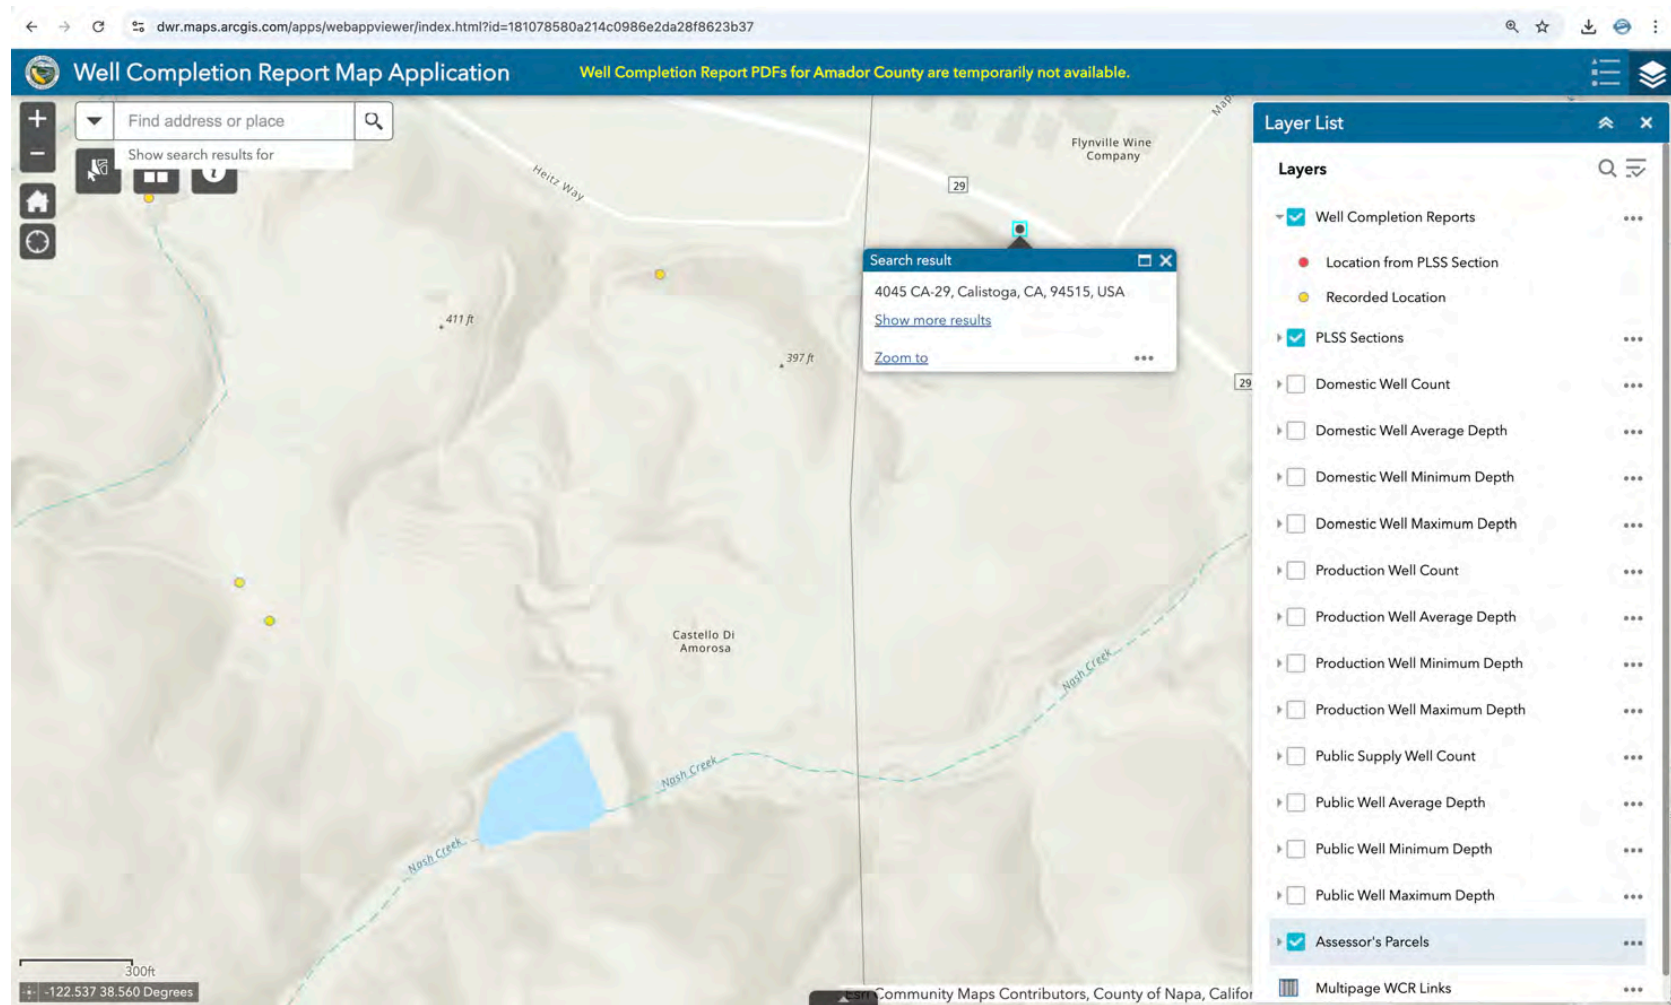 dwr.maps.arcgis.com/apps/webappviewer/index.html?id=181078580a214c0986e2da28f8623b37
Well Completion Report Map Application
Well Completion Report PDFs for Amador County are temporarily not available.
Find address or place
Show search results for
Heitz Way
29
Flynville Wine
Company
Map
Search result
4045 CA-29, Calistoga, CA, 94515, USA
Show more results
Zoom to
411 ft
397 ft
29
Castello Di
Amorosa
Nash Creek
Nash Creek
Nash Creek
300ft
-122.537 38.560 Degrees
Esri Community Maps Contributors, County of Napa, Califor
Layer List
Layers
Well Completion Reports
Location from PLSS Section
Recorded Location
PLSS Sections
Domestic Well Count
Domestic Well Average Depth
Domestic Well Minimum Depth
Domestic Well Maximum Depth
Production Well Count
Production Well Average Depth
Production Well Minimum Depth
Production Well Maximum Depth
Public Supply Well Count
Public Well Average Depth
Public Well Minimum Depth
Public Well Maximum Depth
Assessor's Parcels
Multipage WCR Links